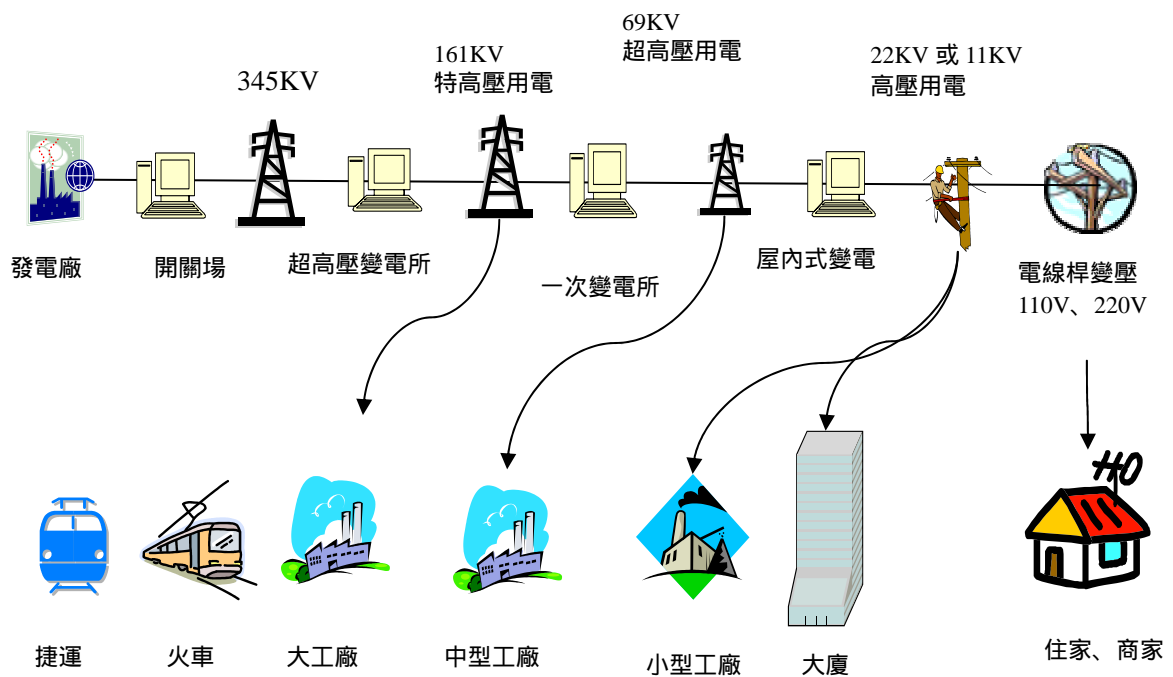 345KV
161KV
特高壓用電
69KV
超高壓用電
22KV 或 11KV
高壓用電
發電廠
開關場
超高壓變電所
一次變電所
屋內式變電
電線桿變壓
110V、220V
捷運
火車
大工廠
中型工廠
小型工廠
大廈
住家、商家